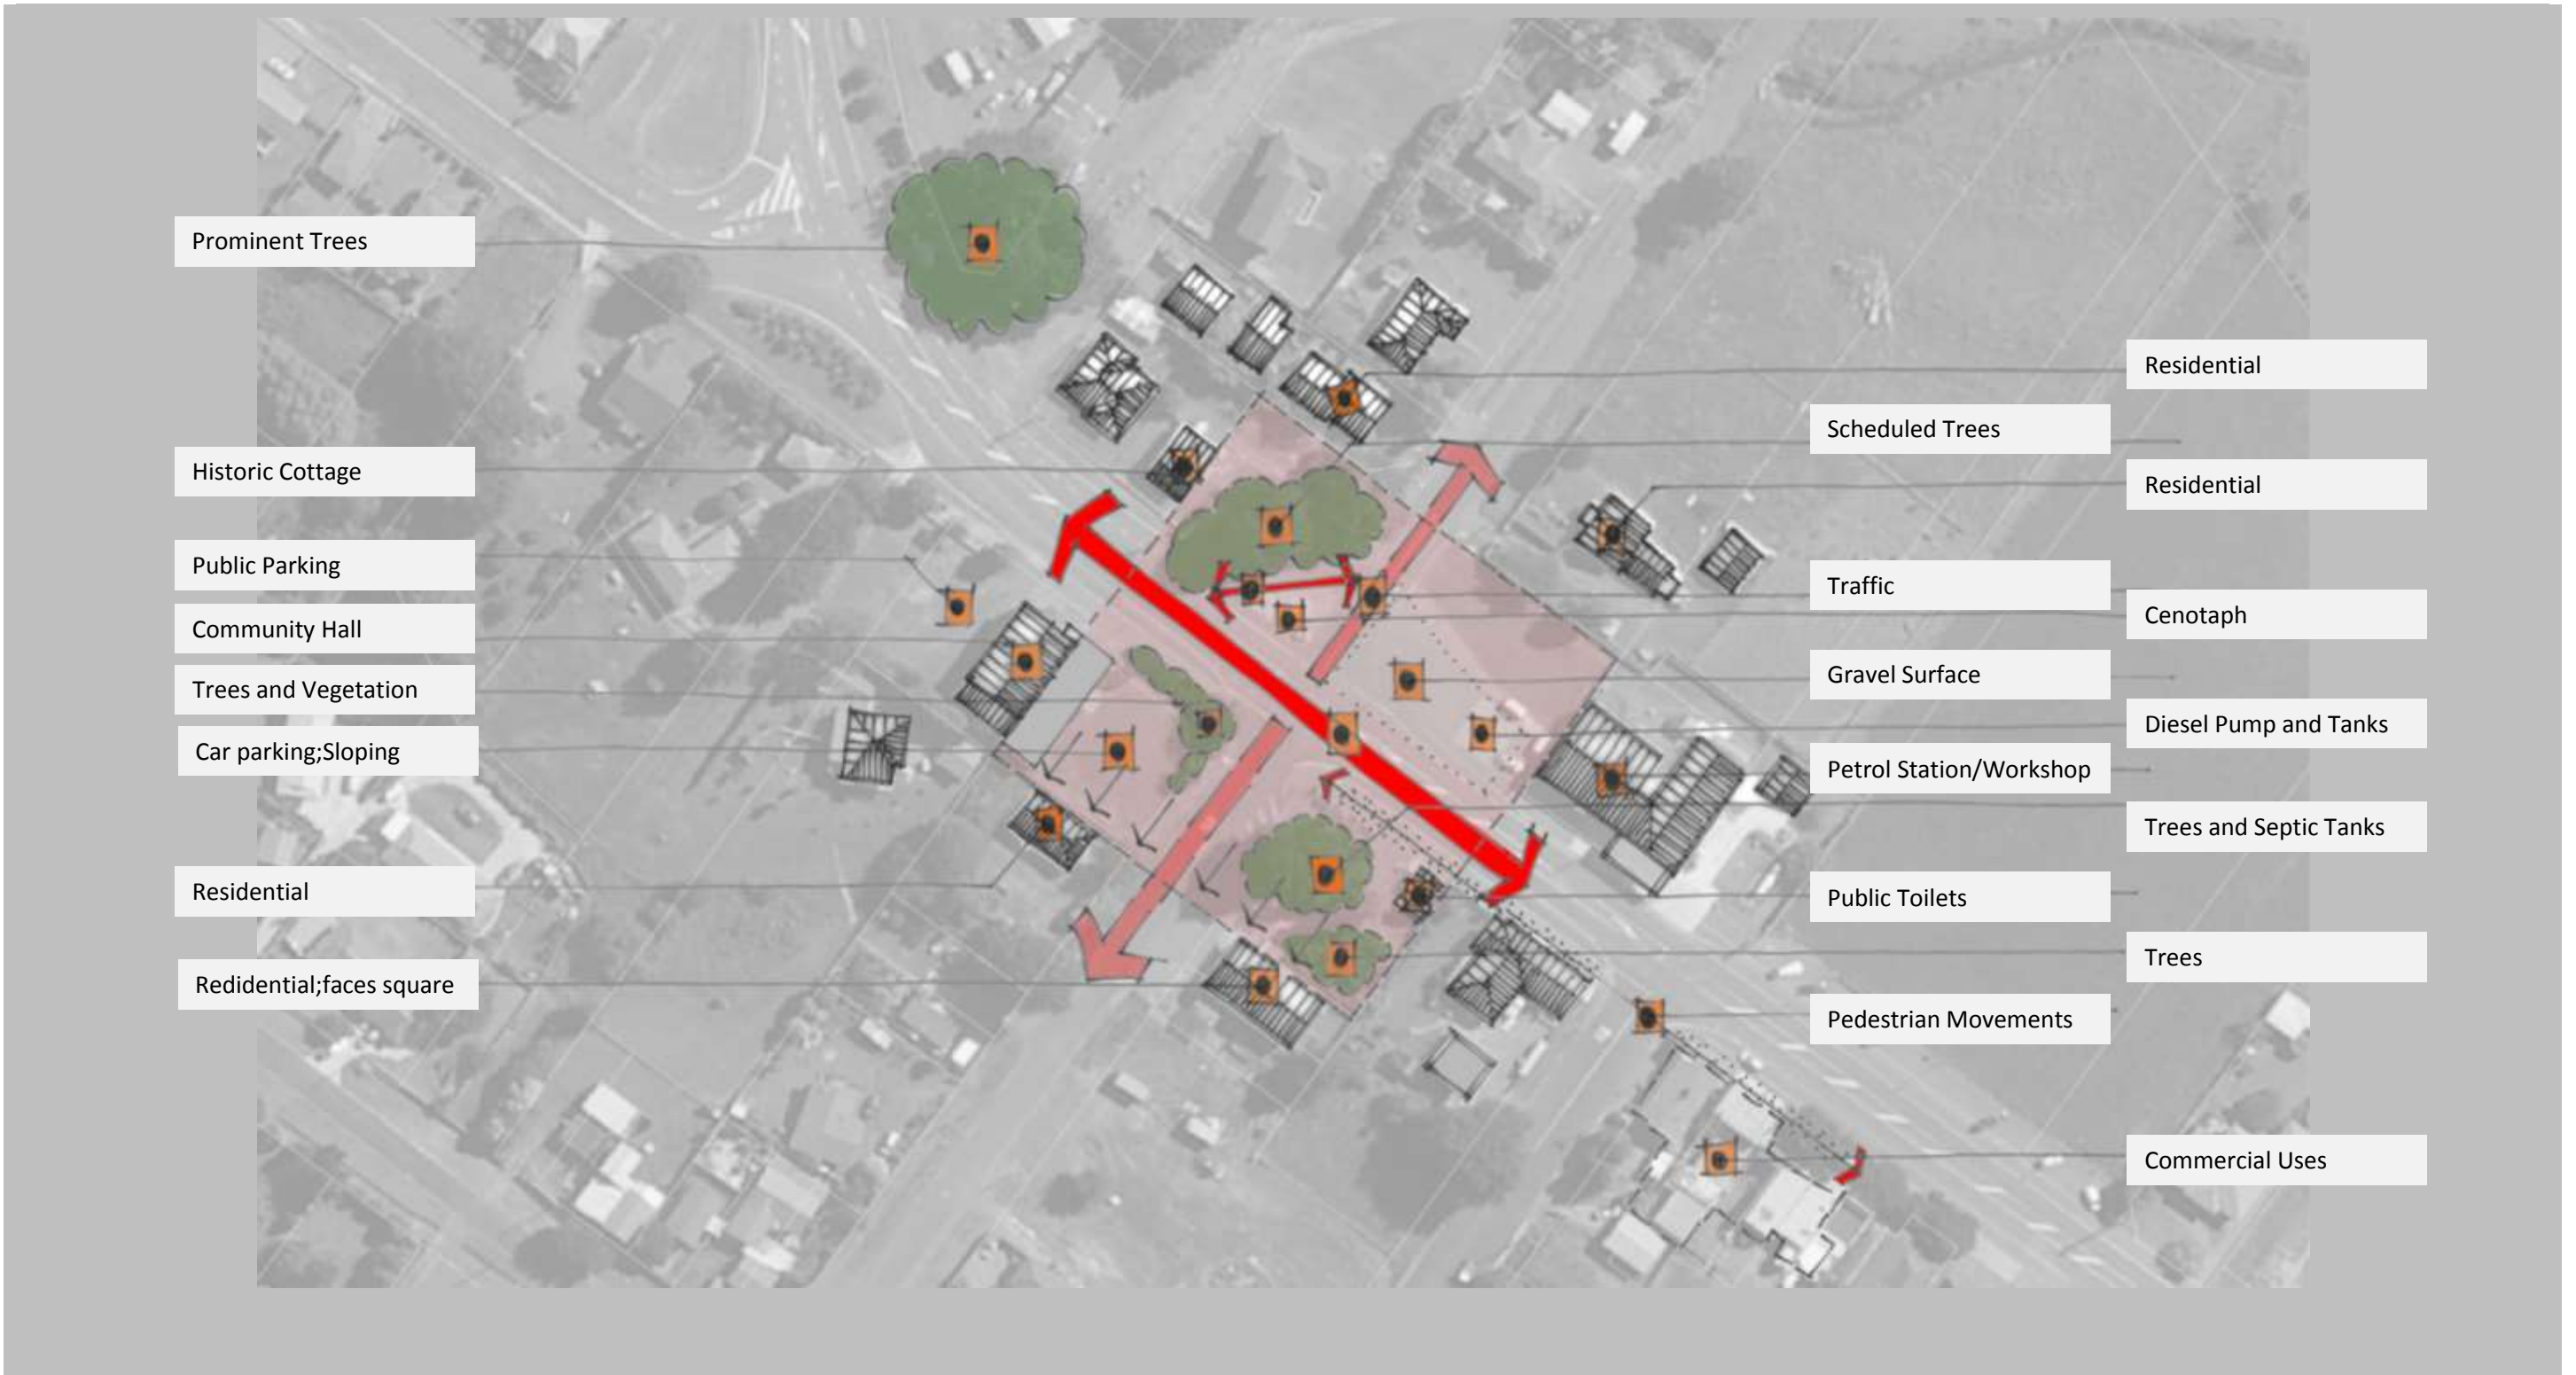 Prominent Trees
Historic Cottage
Public Parking
Community Hall
Trees and Vegetation
Car parking;Sloping
Residential
Redidential;faces square
Residential
Scheduled Trees
Residential
Traffic
Cenotaph
Gravel Surface
Diesel Pump and Tanks
Petrol Station/Workshop
Trees and Septic Tanks
Public Toilets
Trees
Pedestrian Movements
Commercial Uses